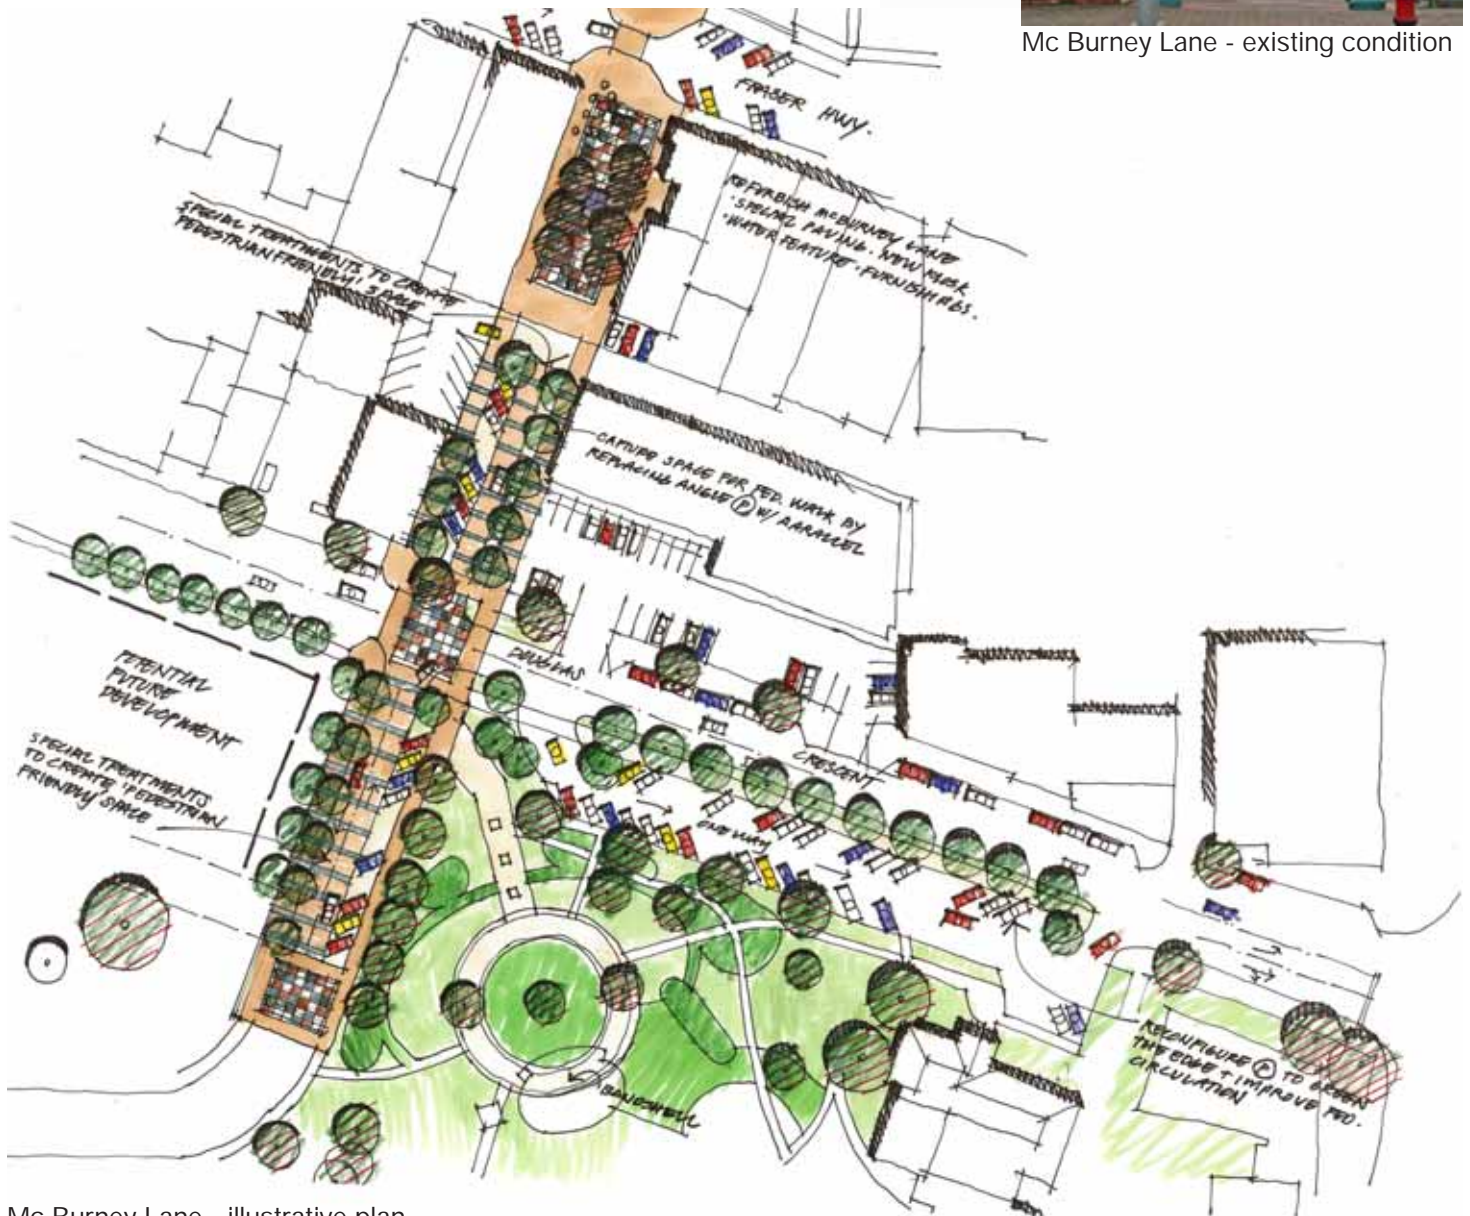 Mc Burney Lane - existing condition
FRASER HWY.
REFURBISH McBURNEY LANE
· SPECIAL PAVING · NEW KIOSK
· WATER FEATURE · FURNISHINGS.
SPECIAL TREATMENTS TO CREATE
PEDESTRIAN FRIENDLY' SPACE
CAPTURE SPACE FOR PED. WALK BY
REPLACING ANGLE Ⓟ W/ PARALLEL
DOUGLAS
CRESCENT
POTENTIAL
FUTURE
DEVELOPMENT
SPECIAL TREATMENTS
TO CREATE 'PEDESTRIAN
FRIENDLY SPACE
ONE WAY
RECONFIGURE Ⓟ TO GREEN
THE EDGE + IMPROVE PED.
CIRCULATION
BANDSHELL
Mc Burney Lane - illustrative plan